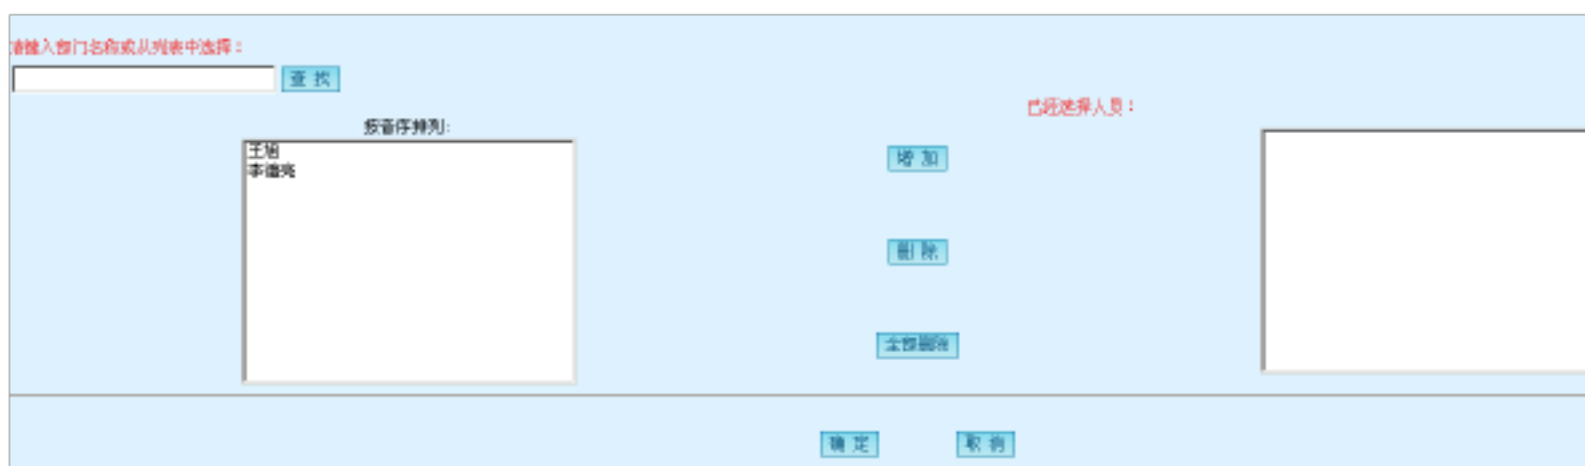 请输入部门名称或从列表中选择：
查 找
已经选择人员：
按音序排列:
王旭
李德亮
增 加
删 除
全部删除
确 定
取 消